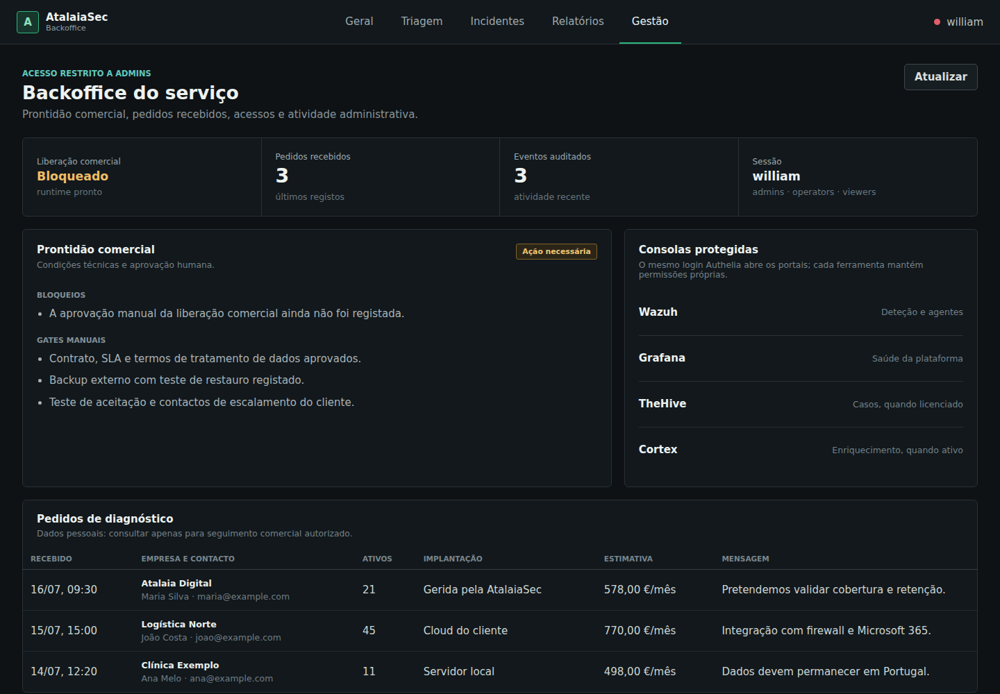 A
AtalaiaSec
Backoffice
Geral
Triagem
Incidentes
Relatórios
Gestão
william
ACESSO RESTRITO A ADMINS
Backoffice do serviço
Prontidão comercial, pedidos recebidos, acessos e atividade administrativa.
Atualizar
Liberação comercial
Bloqueado
runtime pronto
Pedidos recebidos
3
últimos registos
Eventos auditados
3
atividade recente
Sessão
william
admins · operators · viewers
Prontidão comercial
Condições técnicas e aprovação humana.
Ação necessária
BLOQUEIOS
• A aprovação manual da liberação comercial ainda não foi registada.
GATES MANUAIS
• Contrato, SLA e termos de tratamento de dados aprovados.
• Backup externo com teste de restauro registado.
• Teste de aceitação e contactos de escalamento do cliente.
Consolas protegidas
O mesmo login Authelia abre os portais; cada ferramenta mantém
permissões próprias.
Wazuh Deteção e agentes
Grafana Saúde da plataforma
TheHive Casos, quando licenciado
Cortex Enriquecimento, quando ativo
Pedidos de diagnóstico
Dados pessoais: consultar apenas para seguimento comercial autorizado.
RECEBIDO EMPRESA E CONTACTO ATIVOS IMPLANTAÇÃO ESTIMATIVA MENSAGEM
16/07, 09:30 Atalaia Digital 21 Gerida pela AtalaiaSec 578,00 €/mês Pretendemos validar cobertura e retenção.
Maria Silva · maria@example.com
15/07, 15:00 Logística Norte 45 Cloud do cliente 770,00 €/mês Integração com firewall e Microsoft 365.
João Costa · joao@example.com
14/07, 12:20 Clínica Exemplo 11 Servidor local 498,00 €/mês Dados devem permanecer em Portugal.
Ana Melo · ana@example.com